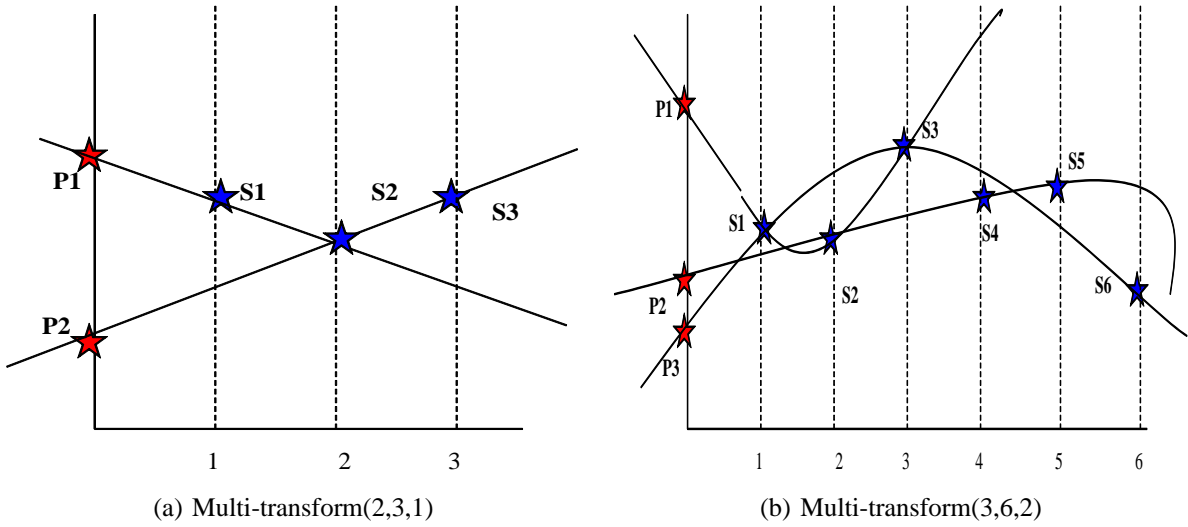 P1
S1
S2
S3
P2
1
2
3
(a) Multi-transform(2,3,1)
P1
S3
S5
S1
S4
P2
S2
S6
P3
1
2
3
4
5
6
(b) Multi-transform(3,6,2)